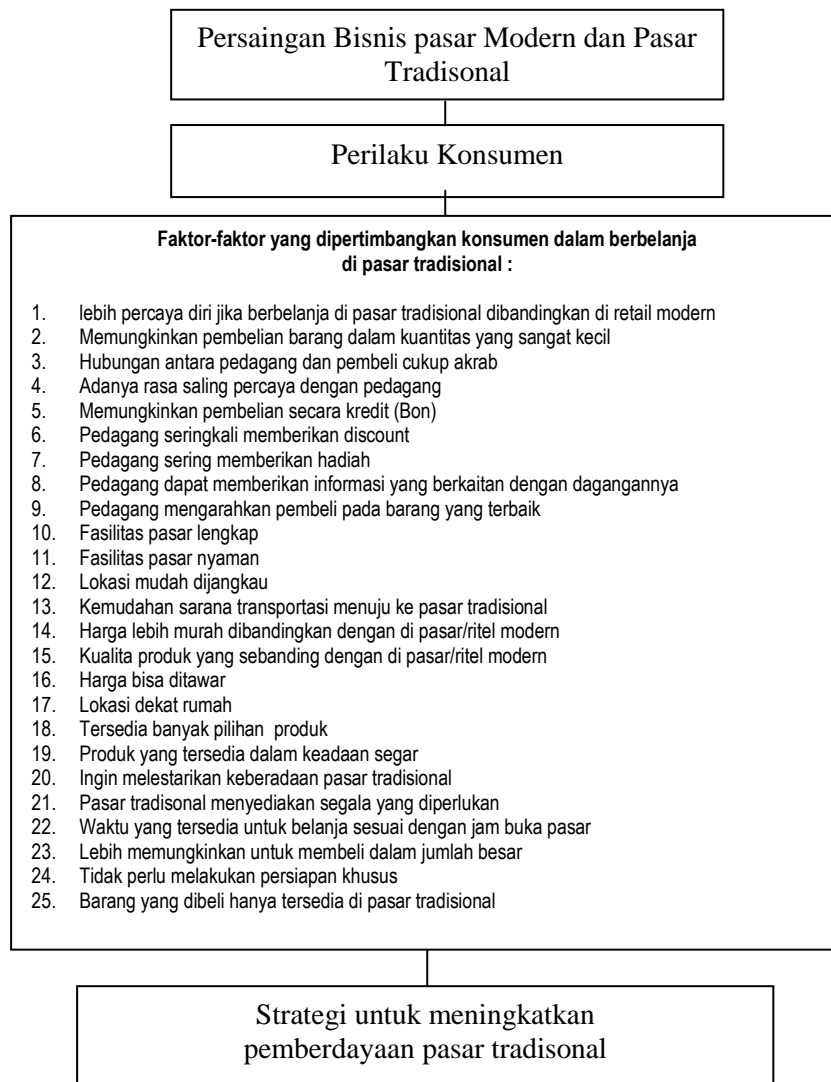 Persaingan Bisnis pasar Modern dan Pasar
Tradisonal
Perilaku Konsumen
Faktor-faktor yang dipertimbangkan konsumen dalam berbelanja
di pasar tradisional :
1. lebih percaya diri jika berbelanja di pasar tradisional dibandingkan di retail modern
2. Memungkinkan pembelian barang dalam kuantitas yang sangat kecil
3. Hubungan antara pedagang dan pembeli cukup akrab
4. Adanya rasa saling percaya dengan pedagang
5. Memungkinkan pembelian secara kredit (Bon)
6. Pedagang seringkali memberikan discount
7. Pedagang sering memberikan hadiah
8. Pedagang dapat memberikan informasi yang berkaitan dengan dagangannya
9. Pedagang mengarahkan pembeli pada barang yang terbaik
10. Fasilitas pasar lengkap
11. Fasilitas pasar nyaman
12. Lokasi mudah dijangkau
13. Kemudahan sarana transportasi menuju ke pasar tradisional
14. Harga lebih murah dibandingkan dengan di pasar/ritel modern
15. Kualita produk yang sebanding dengan di pasar/ritel modern
16. Harga bisa ditawar
17. Lokasi dekat rumah
18. Tersedia banyak pilihan produk
19. Produk yang tersedia dalam keadaan segar
20. Ingin melestarikan keberadaan pasar tradisional
21. Pasar tradisonal menyediakan segala yang diperlukan
22. Waktu yang tersedia untuk belanja sesuai dengan jam buka pasar
23. Lebih memungkinkan untuk membeli dalam jumlah besar
24. Tidak perlu melakukan persiapan khusus
25. Barang yang dibeli hanya tersedia di pasar tradisional
Strategi untuk meningkatkan
pemberdayaan pasar tradisonal